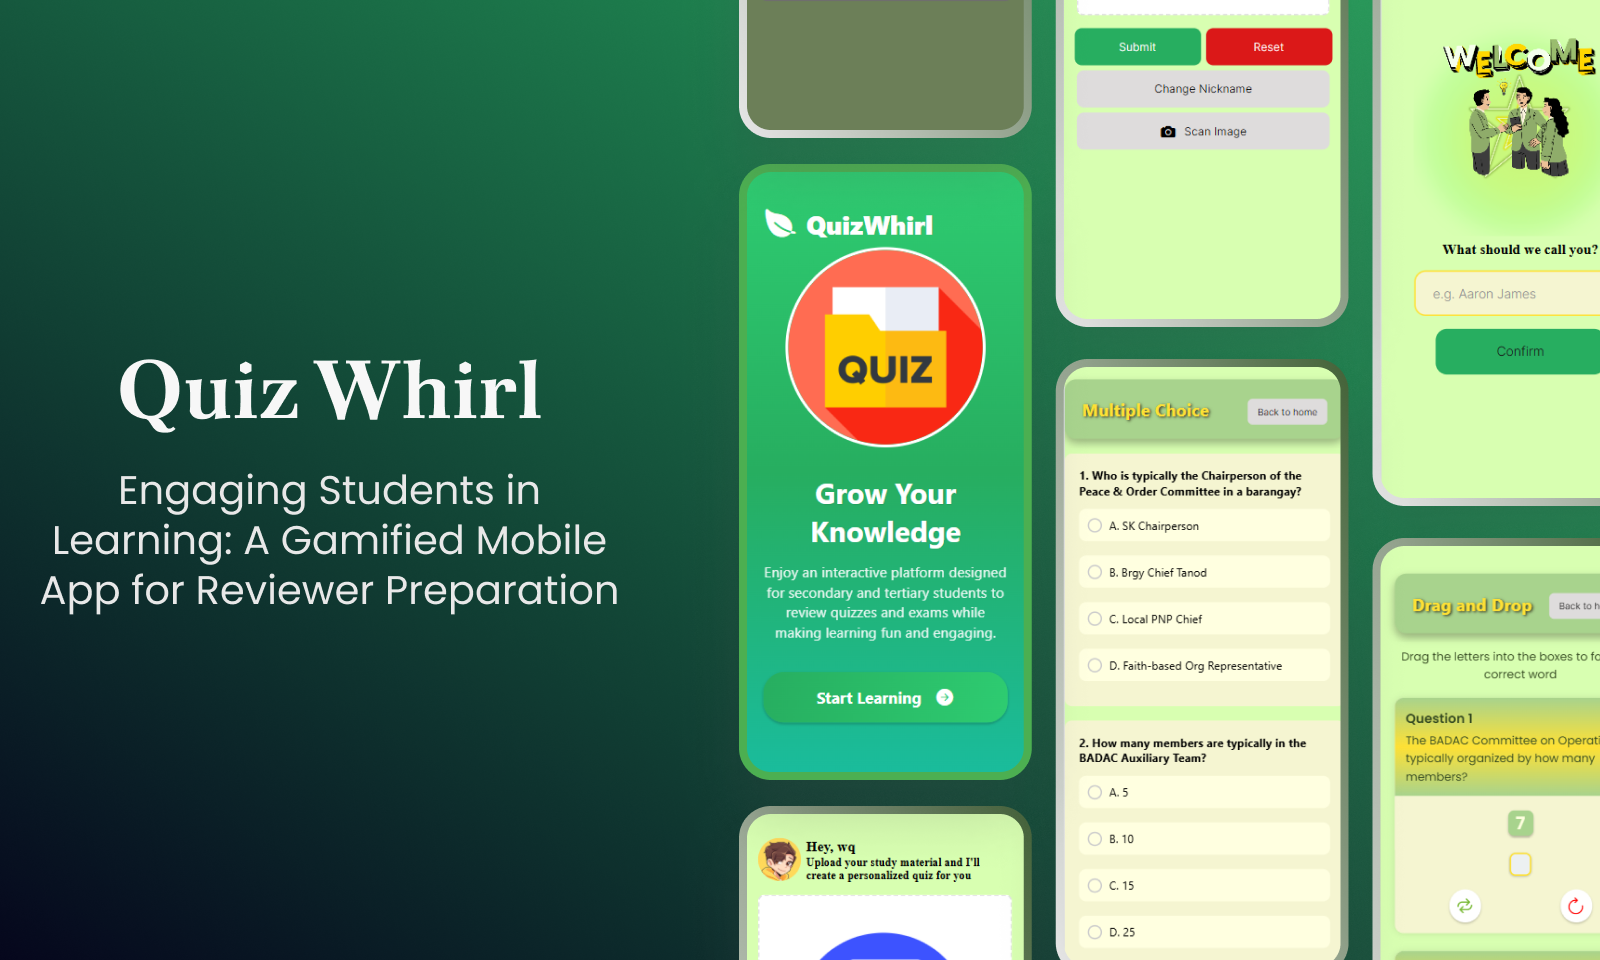 Quiz Whirl
Engaging Students in
Learning: A Gamified Mobile
App for Reviewer Preparation
QuizWhirl
QUIZ
Grow Your
Knowledge
Enjoy an interactive platform designed
for secondary and tertiary students to
review quizzes and exams while
making learning fun and engaging.
Start Learning
Hey, wq
Upload your study material and I'll
create a personalized quiz for you
Submit
Reset
Change Nickname
Scan Image
Multiple Choice
Back to home
1. Who is typically the Chairperson of the
Peace & Order Committee in a barangay?
A. SK Chairperson
B. Brgy Chief Tanod
C. Local PNP Chief
D. Faith-based Org Representative
2. How many members are typically in the
BADAC Auxiliary Team?
A. 5
B. 10
C. 15
D. 25
WELCOME
What should we call you?
e.g. Aaron James
Confirm
Drag and Drop
Back to h
Drag the letters into the boxes to fo
correct word
Question 1
The BADAC Committee on Operati
typically organized by how many
members?
7